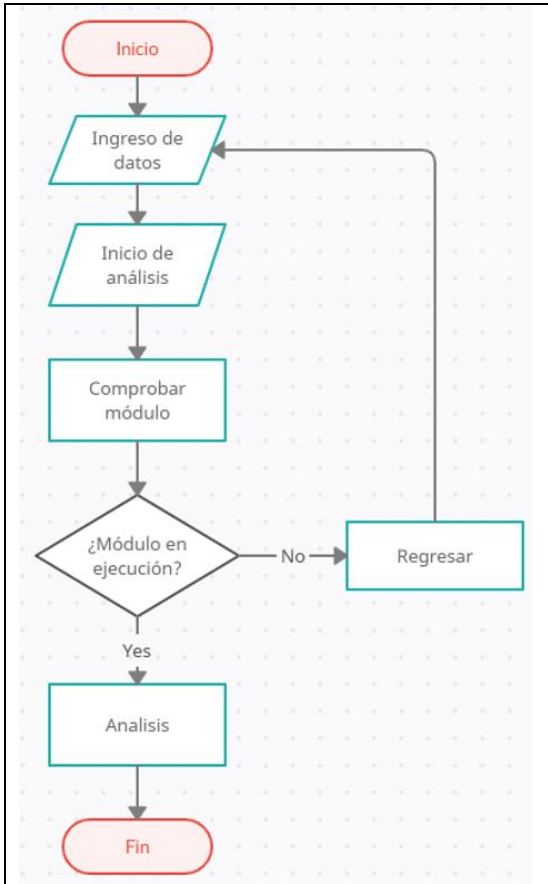 Inicio
Ingreso de
datos
Inicio de
análisis
Comprobar
módulo
¿Módulo en
ejecución?
No
Regresar
Yes
Analisis
Fin